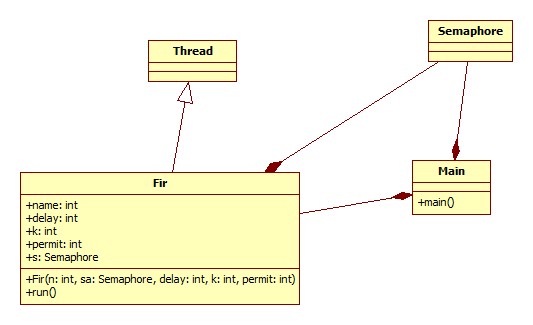 Semaphore
Thread
Fir
+name: int
+delay: int
+k: int
+permit: int
+s: Semaphore
+Fir(n: int, sa: Semaphore, delay: int, k: int, permit: int)
+run()
Main
+main()